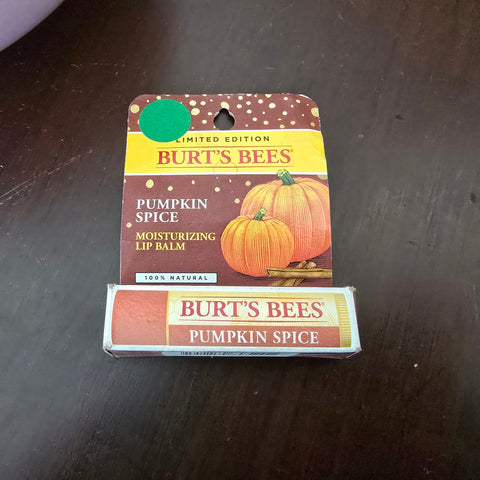 LIMITED EDITION
BURT'S BEES®
PUMPKIN
SPICE
MOISTURIZING
LIP BALM
100% NATURAL
BURT'S BEES®
PUMPKIN SPICE